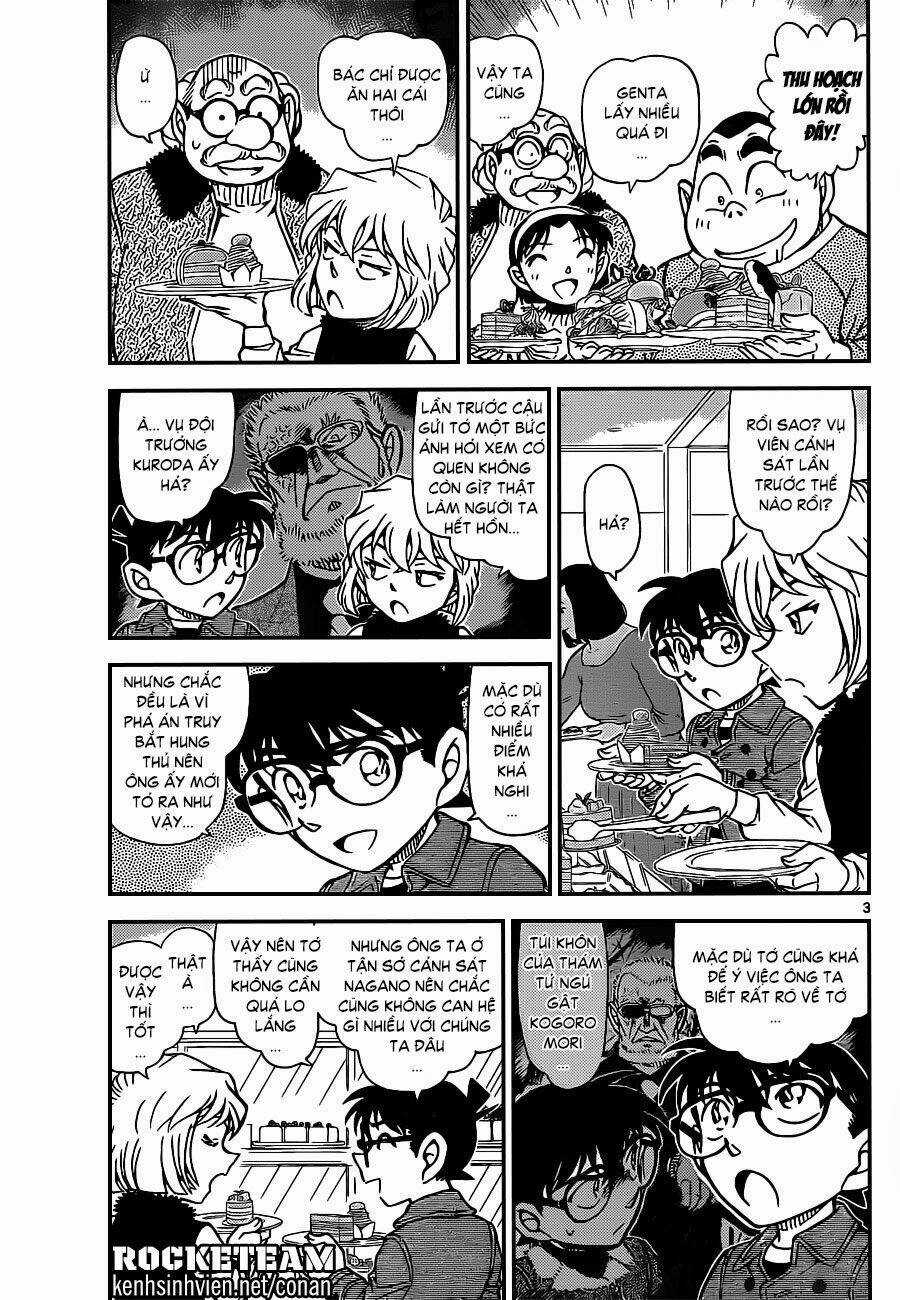 THU HOẠCH
LỚN RỒI
ĐÂY!
GENTA
LẤY NHIỀU
QUÁ ĐI
...
VẬY TA
CŨNG ...
BÁC CHỈ ĐƯỢC
ĂN HAI CÁI
THÔI
Ừ
...
RỒI SAO? VỤ
VIÊN CẢNH
SÁT LẦN
TRƯỚC THẾ
NÀO RỒI?
HẢ?
LẦN TRƯỚC CẬU
GỬI TỚ MỘT BỨC
ẢNH HỎI XEM CÓ
QUEN KHÔNG
CÒN GÌ? THẬT
LÀM NGƯỜI TA
HẾT HỒN...
À... VỤ ĐỘI
TRƯỞNG
KURODA ẤY
HẢ?
MẶC DÙ
CÓ RẤT
NHIỀU
ĐIỂM
KHẢ
NGHI
NHƯNG CHẮC
ĐỀU LÀ VÌ
PHÁ ÁN TRUY
BẮT HUNG
THỦ NÊN
ÔNG ẤY MỚI
TỎ RA NHƯ
VẬY...
3
MẶC DÙ TỚ CŨNG KHÁ
ĐỂ Ý VIỆC ÔNG TA
BIẾT RẤT RÕ VỀ TỚ
...
TÚI KHÔN
CỦA THÁM
TỬ NGỦ
GẬT
KOGORO
MORI
...
NHƯNG ÔNG TA Ở
TẬN SỞ CẢNH SÁT
NAGANO NÊN CHẮC
CŨNG KHÔNG CAN HỆ
GÌ NHIỀU VỚI CHÚNG
TA ĐÂU
VẬY NÊN TỚ
THẤY CŨNG
KHÔNG CẦN
QUÁ LO
LẮNG
THẬT
À ...
ĐƯỢC
VẬY
THÌ
TỐT
...
ROCKETEAM
kenhsinhvien.net/conan